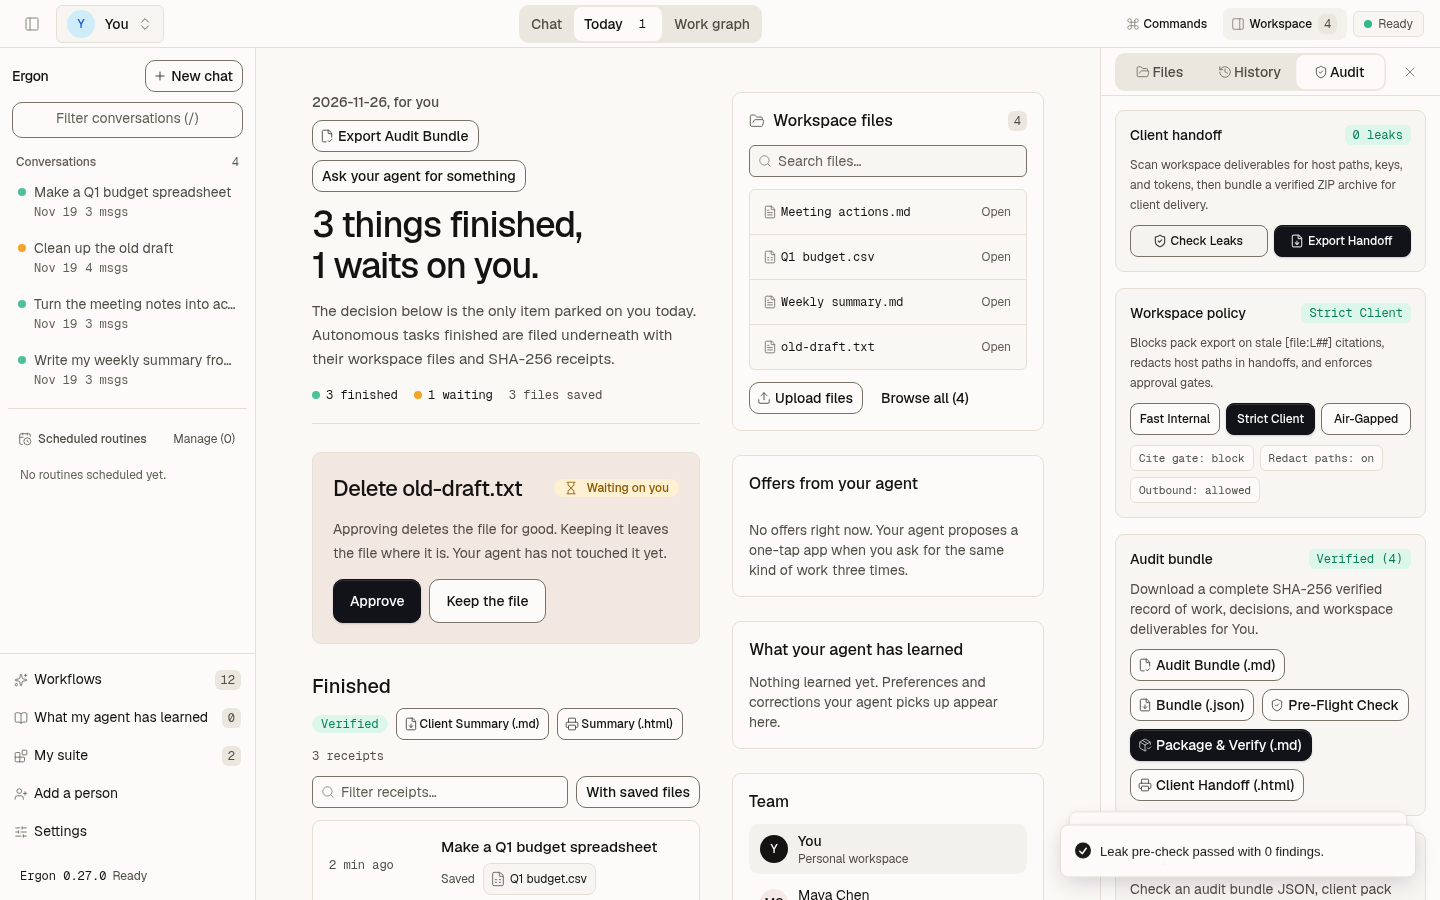 Y You
Chat Today 1 Work graph
Commands
Workspace 4
Ready
Ergon
New chat
Filter conversations (/)
Conversations 4
Make a Q1 budget spreadsheet
Nov 19 3 msgs
Clean up the old draft
Nov 19 4 msgs
Turn the meeting notes into ac…
Nov 19 3 msgs
Write my weekly summary fro…
Nov 19 3 msgs
Scheduled routines Manage (0)
No routines scheduled yet.
Workflows 12
What my agent has learned 0
My suite 2
Add a person
Settings
Ergon 0.27.0 Ready
2026-11-26, for you
Export Audit Bundle
Ask your agent for something
3 things finished,
1 waits on you.
The decision below is the only item parked on you today.
Autonomous tasks finished are filed underneath with
their workspace files and SHA-256 receipts.
3 finished 1 waiting 3 files saved
Delete old-draft.txt
Waiting on you
Approving deletes the file for good. Keeping it leaves
the file where it is. Your agent has not touched it yet.
Approve Keep the file
Finished
Verified Client Summary (.md) Summary (.html)
3 receipts
Filter receipts… With saved files
Make a Q1 budget spreadsheet
2 min ago
Saved Q1 budget.csv
Workspace files 4
Search files…
Meeting actions.md Open
Q1 budget.csv Open
Weekly summary.md Open
old-draft.txt Open
Upload files Browse all (4)
Offers from your agent
No offers right now. Your agent proposes a
one-tap app when you ask for the same
kind of work three times.
What your agent has learned
Nothing learned yet. Preferences and
corrections your agent picks up appear
here.
Team
Y You
Personal workspace
Maya Chen
Files History Audit
Client handoff 0 leaks
Scan workspace deliverables for host paths, keys,
and tokens, then bundle a verified ZIP archive for
client delivery.
Check Leaks Export Handoff
Workspace policy Strict Client
Blocks pack export on stale [file:L##] citations,
redacts host paths in handoffs, and enforces
approval gates.
Fast Internal Strict Client Air-Gapped
Cite gate: block Redact paths: on
Outbound: allowed
Audit bundle Verified (4)
Download a complete SHA-256 verified
record of work, decisions, and workspace
deliverables for You.
Audit Bundle (.md)
Bundle (.json) Pre-Flight Check
Package & Verify (.md)
Client Handoff (.html)
Leak pre-check passed with 0 findings.
Check an audit bundle JSON, client pack